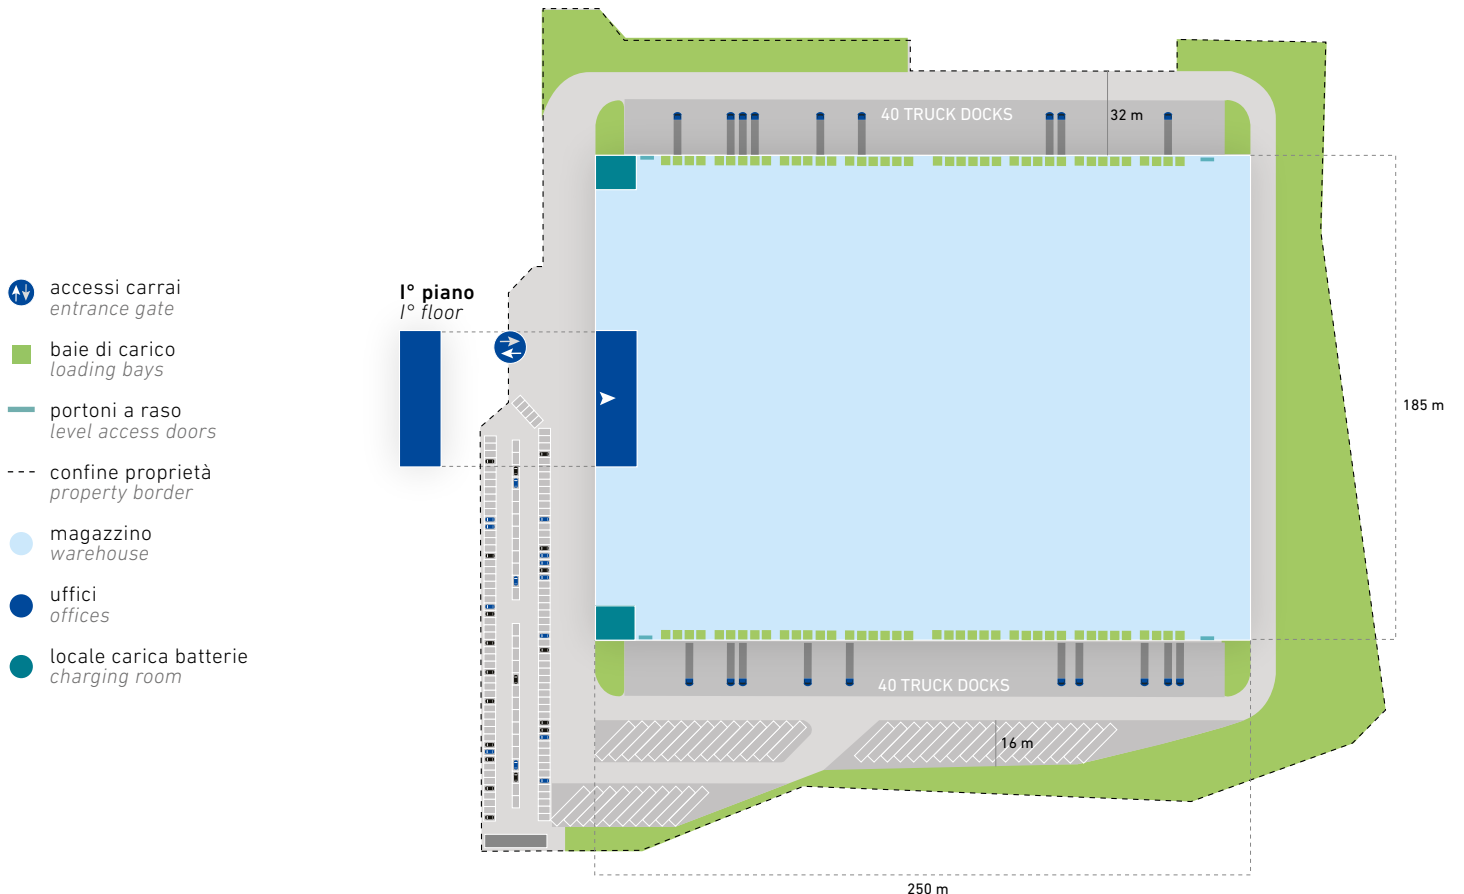 40 TRUCK DOCKS
32 m
accessi carrai
entrance gate
baie di carico
loading bays
portoni a raso
level access doors
confine proprietà
property border
magazzino
warehouse
uffici
offices
locale carica batterie
charging room
I° piano
I° floor
185 m
40 TRUCK DOCKS
16 m
250 m